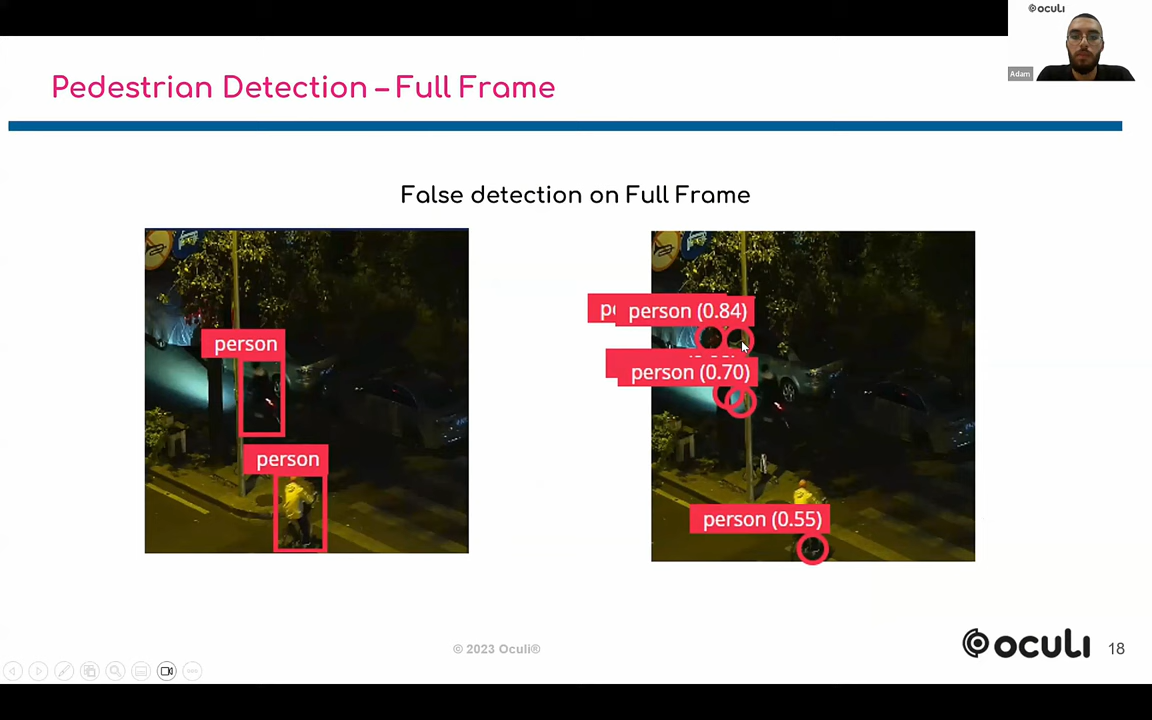 oculi
Adam
Pedestrian Detection – Full Frame
False detection on Full Frame
person
person
person (0.84)
person (0.70)
person (0.55)
© 2023 Oculi®
oculi
18